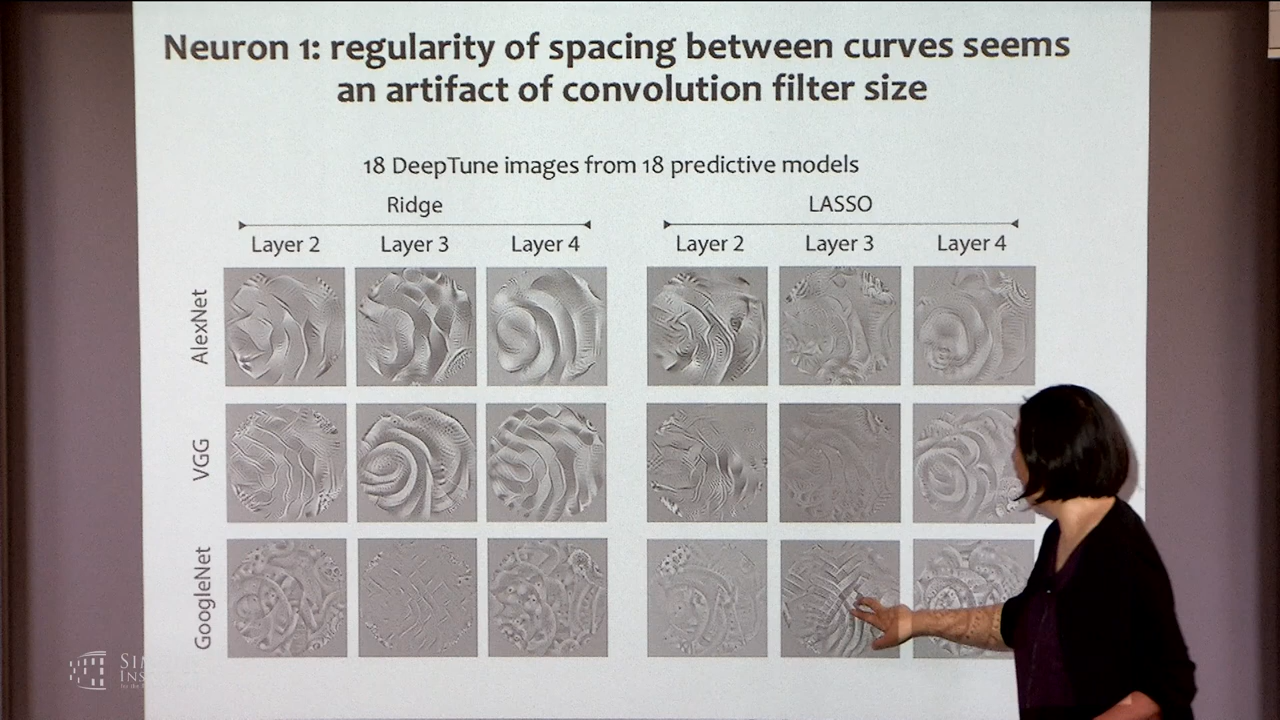 Neuron 1: regularity of spacing between curves seems
an artifact of convolution filter size
18 DeepTune images from 18 predictive models
Ridge
LASSO
Layer 2
Layer 3
Layer 4
Layer 2
Layer 3
Layer 4
AlexNet
VGG
GoogleNet